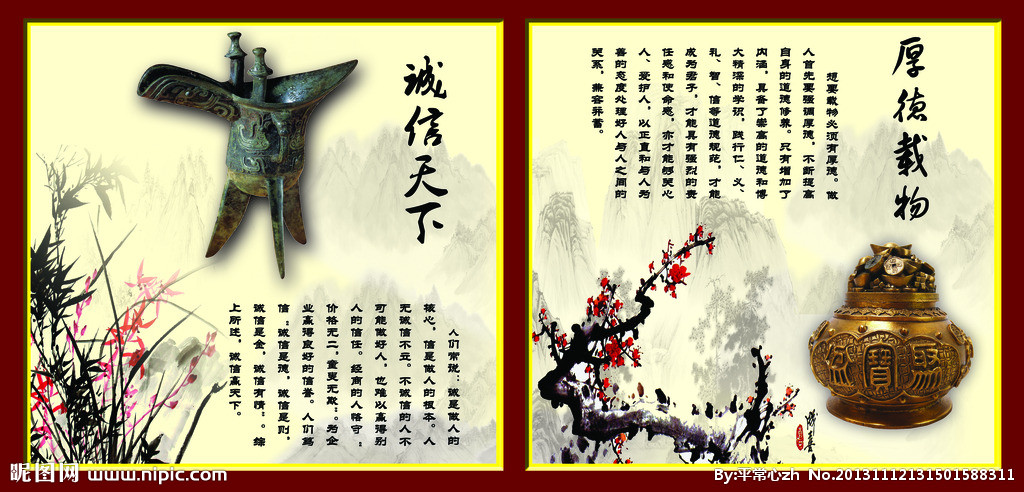 诚信天下
人们常说：诚是做人的
核心，信是做人的根本。人
无诚信不立。不诚信的人不
可能做好人，也难以赢得别
人的信任。经商的人格守：
价格无二，童叟无欺：。为企
业赢得良好的信誉。人们笃
信：诚信是德，诚信是则，
诚信是金，诚信有情"。综
上所述，诚信赢天下。
厚德载物
想要载物必须有厚德。做
人首先要强调厚德，不断提高
自身的道德修养。只有增加了
内涵，具备了崇高的道德和博
大精深的学识，践行仁、义、
礼、智、信等道德规范，才能
成为君子，才能具有强烈的责
任感和使命感，亦才能够关心
人、爱护人，以正直和与人为
善的态度处理好人与人之间的
关系，兼容并蓄。
寶
昵图网 www.nipic.com
By:平常心zh No.20131112131501588311